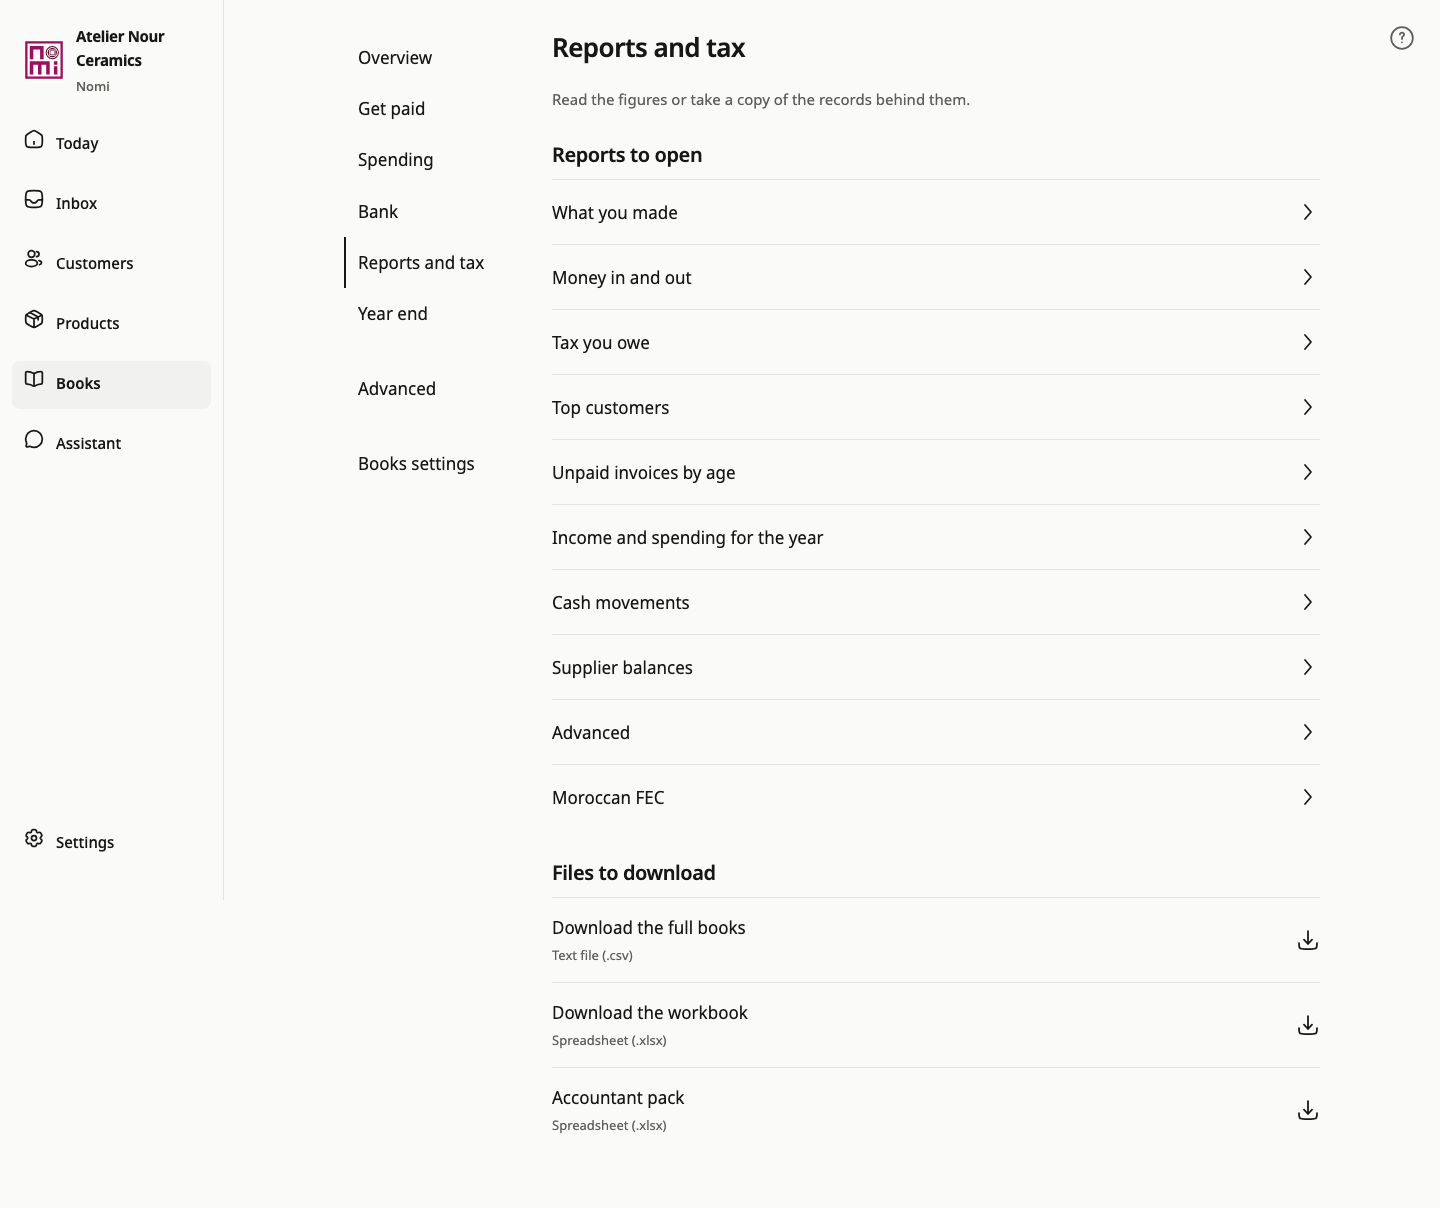 Atelier Nour
Ceramics
Nomi
Today
Inbox
Customers
Products
Books
Assistant
Settings
Overview
Get paid
Spending
Bank
Reports and tax
Year end
Advanced
Books settings
Reports and tax
Read the figures or take a copy of the records behind them.
Reports to open
What you made
Money in and out
Tax you owe
Top customers
Unpaid invoices by age
Income and spending for the year
Cash movements
Supplier balances
Advanced
Moroccan FEC
Files to download
Download the full books
Text file (.csv)
Download the workbook
Spreadsheet (.xlsx)
Accountant pack
Spreadsheet (.xlsx)